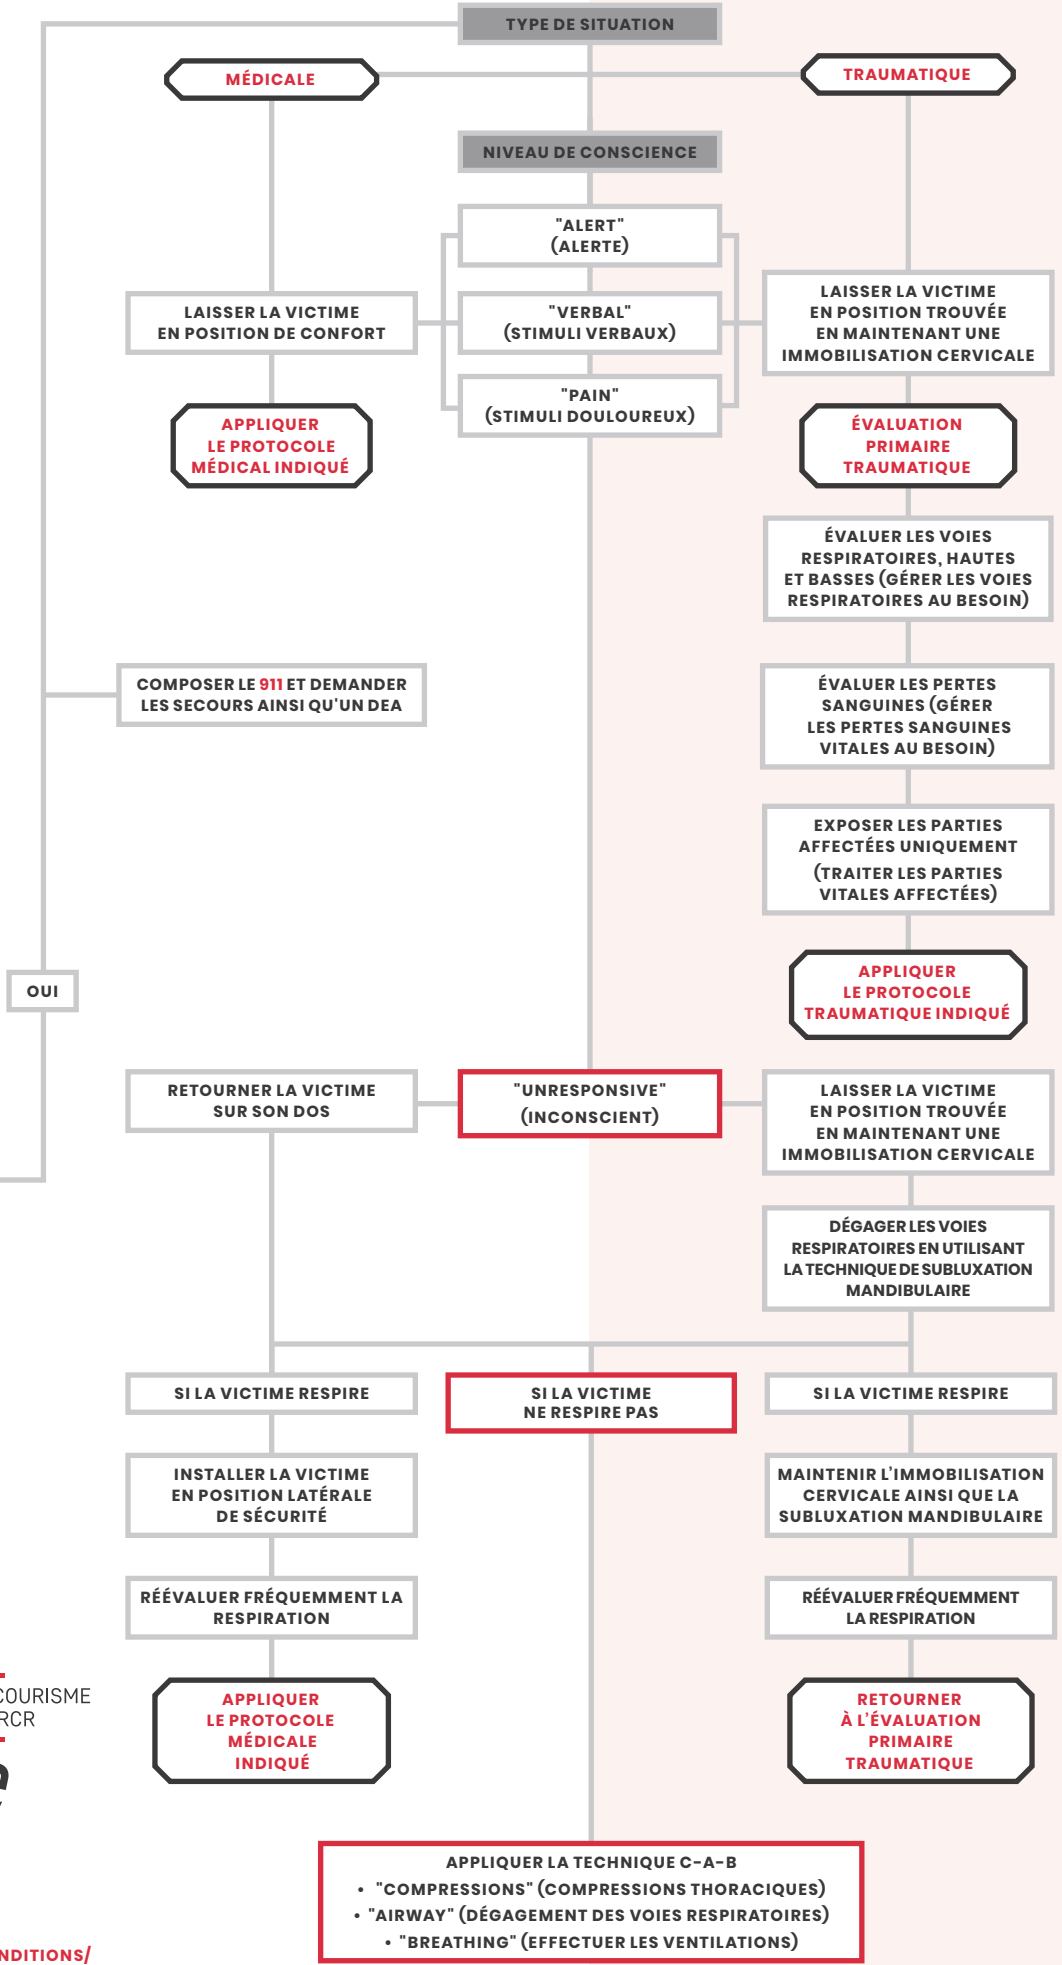 TYPE DE SITUATION
MÉDICALE
TRAUMATIQUE
NIVEAU DE CONSCIENCE
"ALERT"
(ALERTE)
LAISSER LA VICTIME
EN POSITION DE CONFORT
"VERBAL"
(STIMULI VERBAUX)
LAISSER LA VICTIME
EN POSITION TROUVÉE
EN MAINTENANT UNE
IMMOBILISATION CERVICALE
"PAIN"
(STIMULI DOULOUREUX)
APPLIQUER
LE PROTOCOLE
MÉDICAL INDIQUÉ
ÉVALUATION
PRIMAIRE
TRAUMATIQUE
ÉVALUER LES VOIES
RESPIRATOIRES, HAUTES
ET BASSES (GÉRER LES VOIES
RESPIRATOIRES AU BESOIN)
COMPOSER LE 911 ET DEMANDER
LES SECOURS AINSI QU'UN DEA
ÉVALUER LES PERTES
SANGUINES (GÉRER
LES PERTES SANGUINES
VITALES AU BESOIN)
EXPOSER LES PARTIES
AFFECTÉES UNIQUEMENT
(TRAITER LES PARTIES
VITALES AFFECTÉES)
OUI
APPLIQUER
LE PROTOCOLE
TRAUMATIQUE INDIQUÉ
RETOURNER LA VICTIME
SUR SON DOS
"UNRESPONSIVE"
(INCONSCIENT)
LAISSER LA VICTIME
EN POSITION TROUVÉE
EN MAINTENANT UNE
IMMOBILISATION CERVICALE
DÉGAGER LES VOIES
RESPIRATOIRES EN UTILISANT
LA TECHNIQUE DE SUBLUXATION
MANDIBULAIRE
SI LA VICTIME RESPIRE
SI LA VICTIME
NE RESPIRE PAS
SI LA VICTIME RESPIRE
INSTALLER LA VICTIME
EN POSITION LATÉRALE
DE SÉCURITÉ
MAINTENIR L'IMMOBILISATION
CERVICALE AINSI QUE LA
SUBLUXATION MANDIBULAIRE
RÉÉVALUER FRÉQUEMMENT LA
RESPIRATION
RÉÉVALUER FRÉQUEMMENT
LA RESPIRATION
COURISME
RCR
APPLIQUER
LE PROTOCOLE
MÉDICALE
INDIQUÉ
RETOURNER
À L'ÉVALUATION
PRIMAIRE
TRAUMATIQUE
APPLIQUER LA TECHNIQUE C-A-B
• "COMPRESSIONS" (COMPRESSIONS THORACIQUES)
• "AIRWAY" (DÉGAGEMENT DES VOIES RESPIRATOIRES)
• "BREATHING" (EFFECTUER LES VENTILATIONS)
NDITIONS/